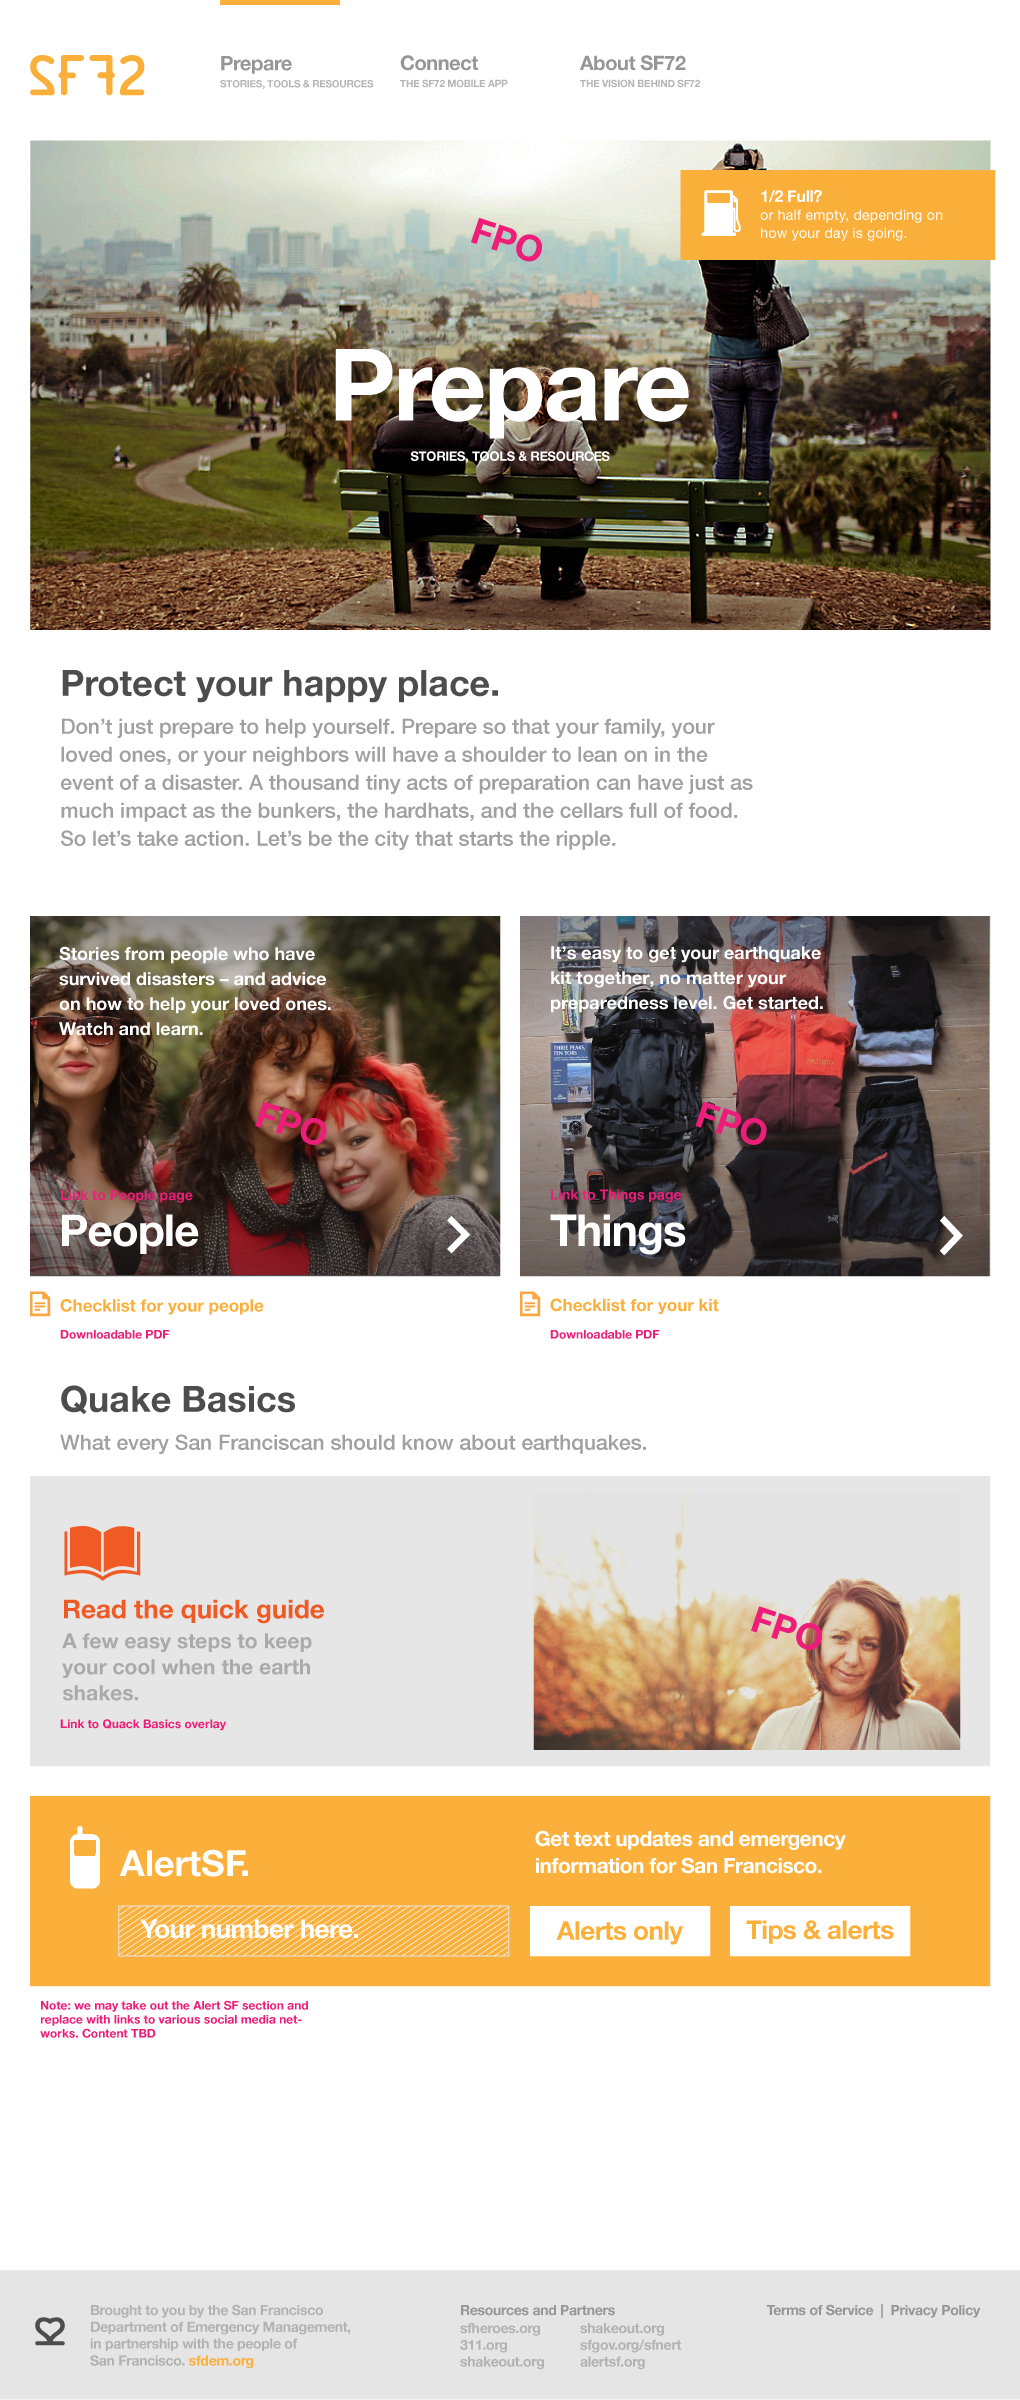 SF72
Prepare
STORIES, TOOLS & RESOURCES
Connect
THE SF72 MOBILE APP
About SF72
THE VISION BEHIND SF72
1/2 Full?
or half empty, depending on
how your day is going.
FPO
Prepare
STORIES, TOOLS & RESOURCES
Protect your happy place.
Don’t just prepare to help yourself. Prepare so that your family, your
loved ones, or your neighbors will have a shoulder to lean on in the
event of a disaster. A thousand tiny acts of preparation can have just as
much impact as the bunkers, the hardhats, and the cellars full of food.
So let’s take action. Let’s be the city that starts the ripple.
Stories from people who have
survived disasters – and advice
on how to help your loved ones.
Watch and learn.
FPO
Link to People page
People
Checklist for your people
Downloadable PDF
It’s easy to get your earthquake
kit together, no matter your
preparedness level. Get started.
THREE PEAKS,
TEN TORS
FPO
Link to Things page
Things
Checklist for your kit
Downloadable PDF
Quake Basics
What every San Franciscan should know about earthquakes.
Read the quick guide
A few easy steps to keep
your cool when the earth
shakes.
Link to Quack Basics overlay
FPO
AlertSF.
Get text updates and emergency
information for San Francisco.
Your number here.
Alerts only
Tips & alerts
Note: we may take out the Alert SF section and
replace with links to various social media net-
works. Content TBD
Brought to you by the San Francisco
Department of Emergency Management,
in partnership with the people of
San Francisco. sfdem.org
Resources and Partners
sfheroes.org
311.org
shakeout.org
shakeout.org
sfgov.org/sfnert
alertsf.org
Terms of Service | Privacy Policy